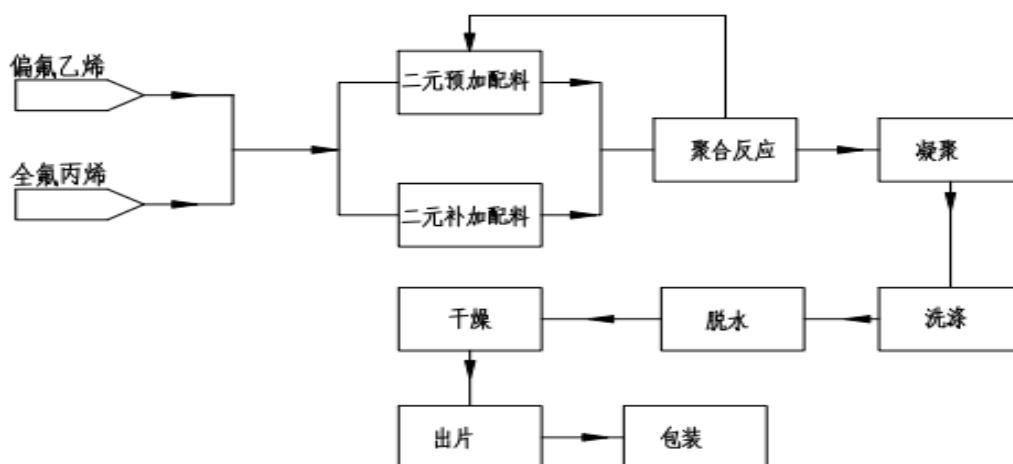 偏氟乙烯
全氟丙烯
二元预加配料
二元补加配料
聚合反应
凝聚
洗涤
脱水
干燥
出片
包装